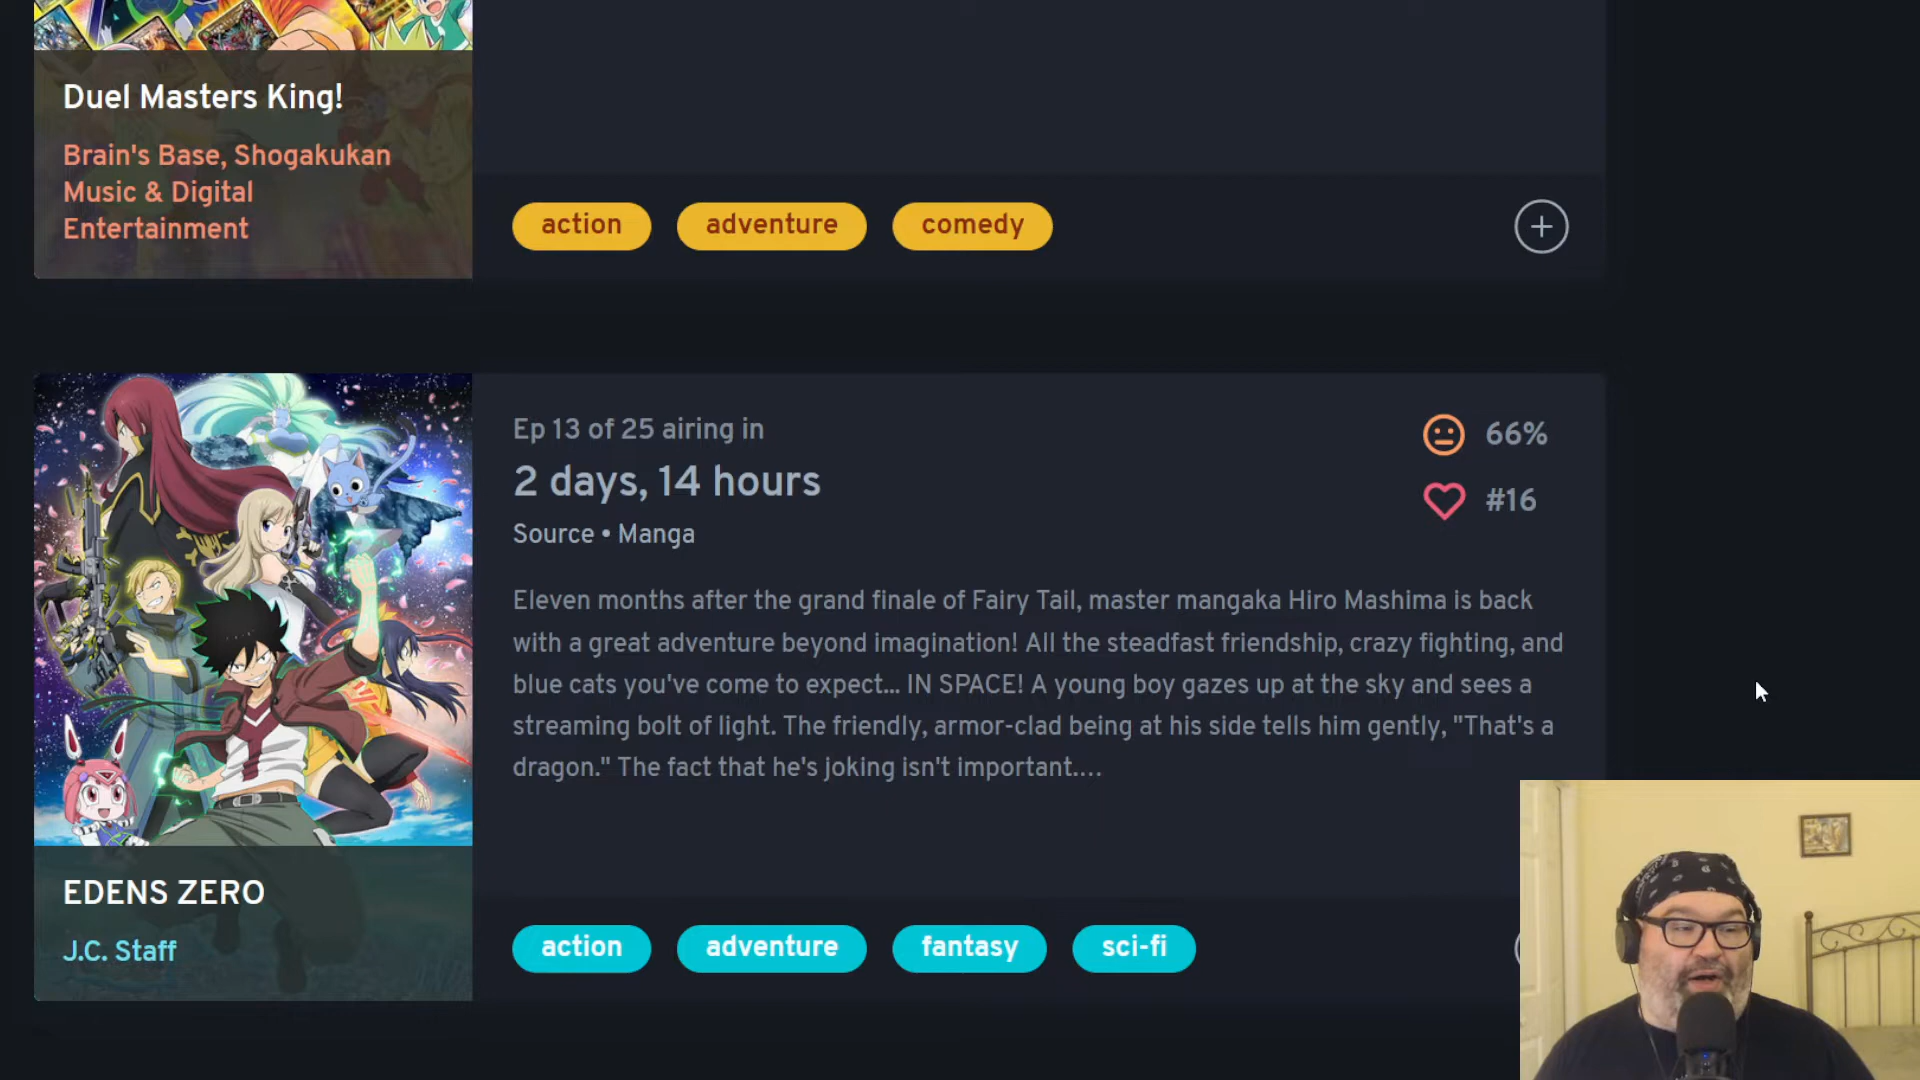 Duel Masters King!
Brain's Base, Shogakukan
Music & Digital
Entertainment
action
adventure
comedy
Ep 13 of 25 airing in
2 days, 14 hours
Source • Manga
66%
#16
Eleven months after the grand finale of Fairy Tail, master mangaka Hiro Mashima is back
with a great adventure beyond imagination! All the steadfast friendship, crazy fighting, and
blue cats you've come to expect... IN SPACE! A young boy gazes up at the sky and sees a
streaming bolt of light. The friendly, armor-clad being at his side tells him gently, "That's a
dragon." The fact that he's joking isn't important....
EDENS ZERO
J.C. Staff
action
adventure
fantasy
sci-fi